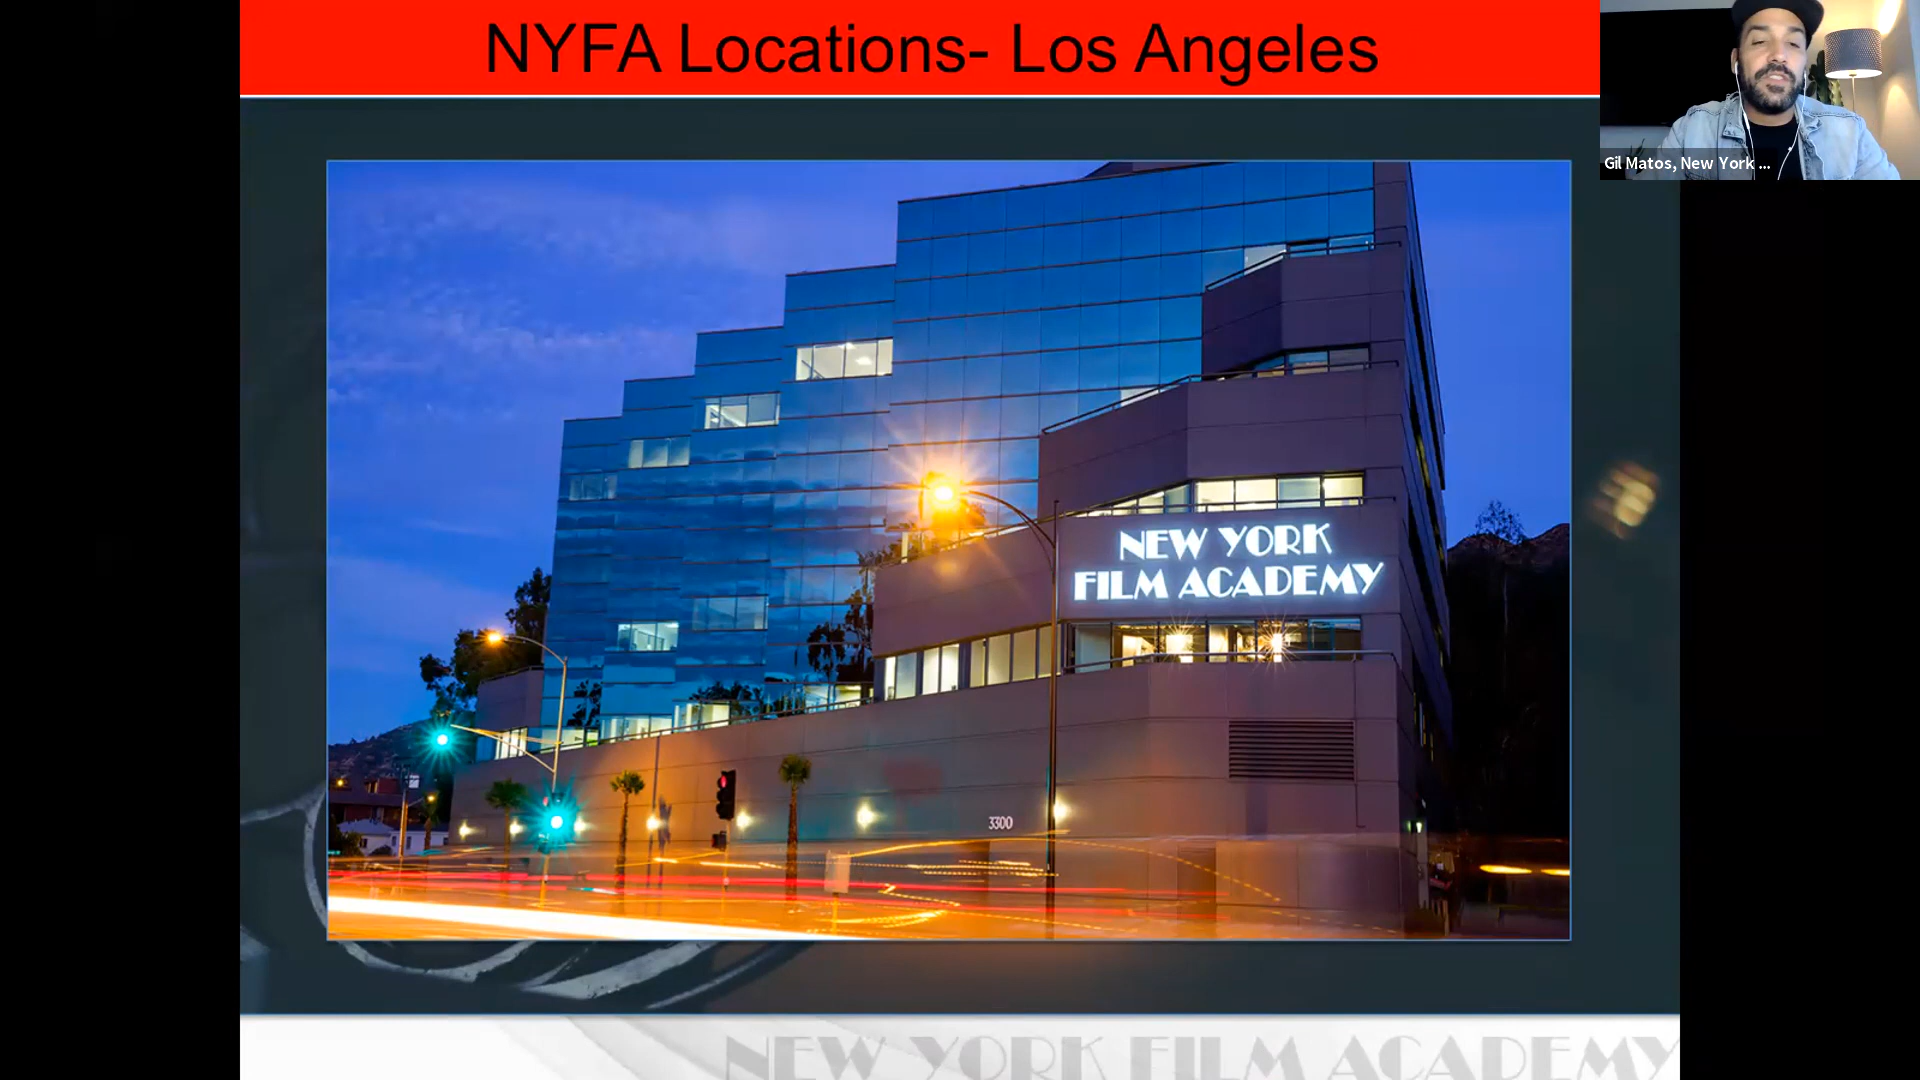 NYFA Locations- Los Angeles
Gil Matos, New York ...
NEW YORK
FILM ACADEMY
3300
NEW YORK FILM ACADEMY